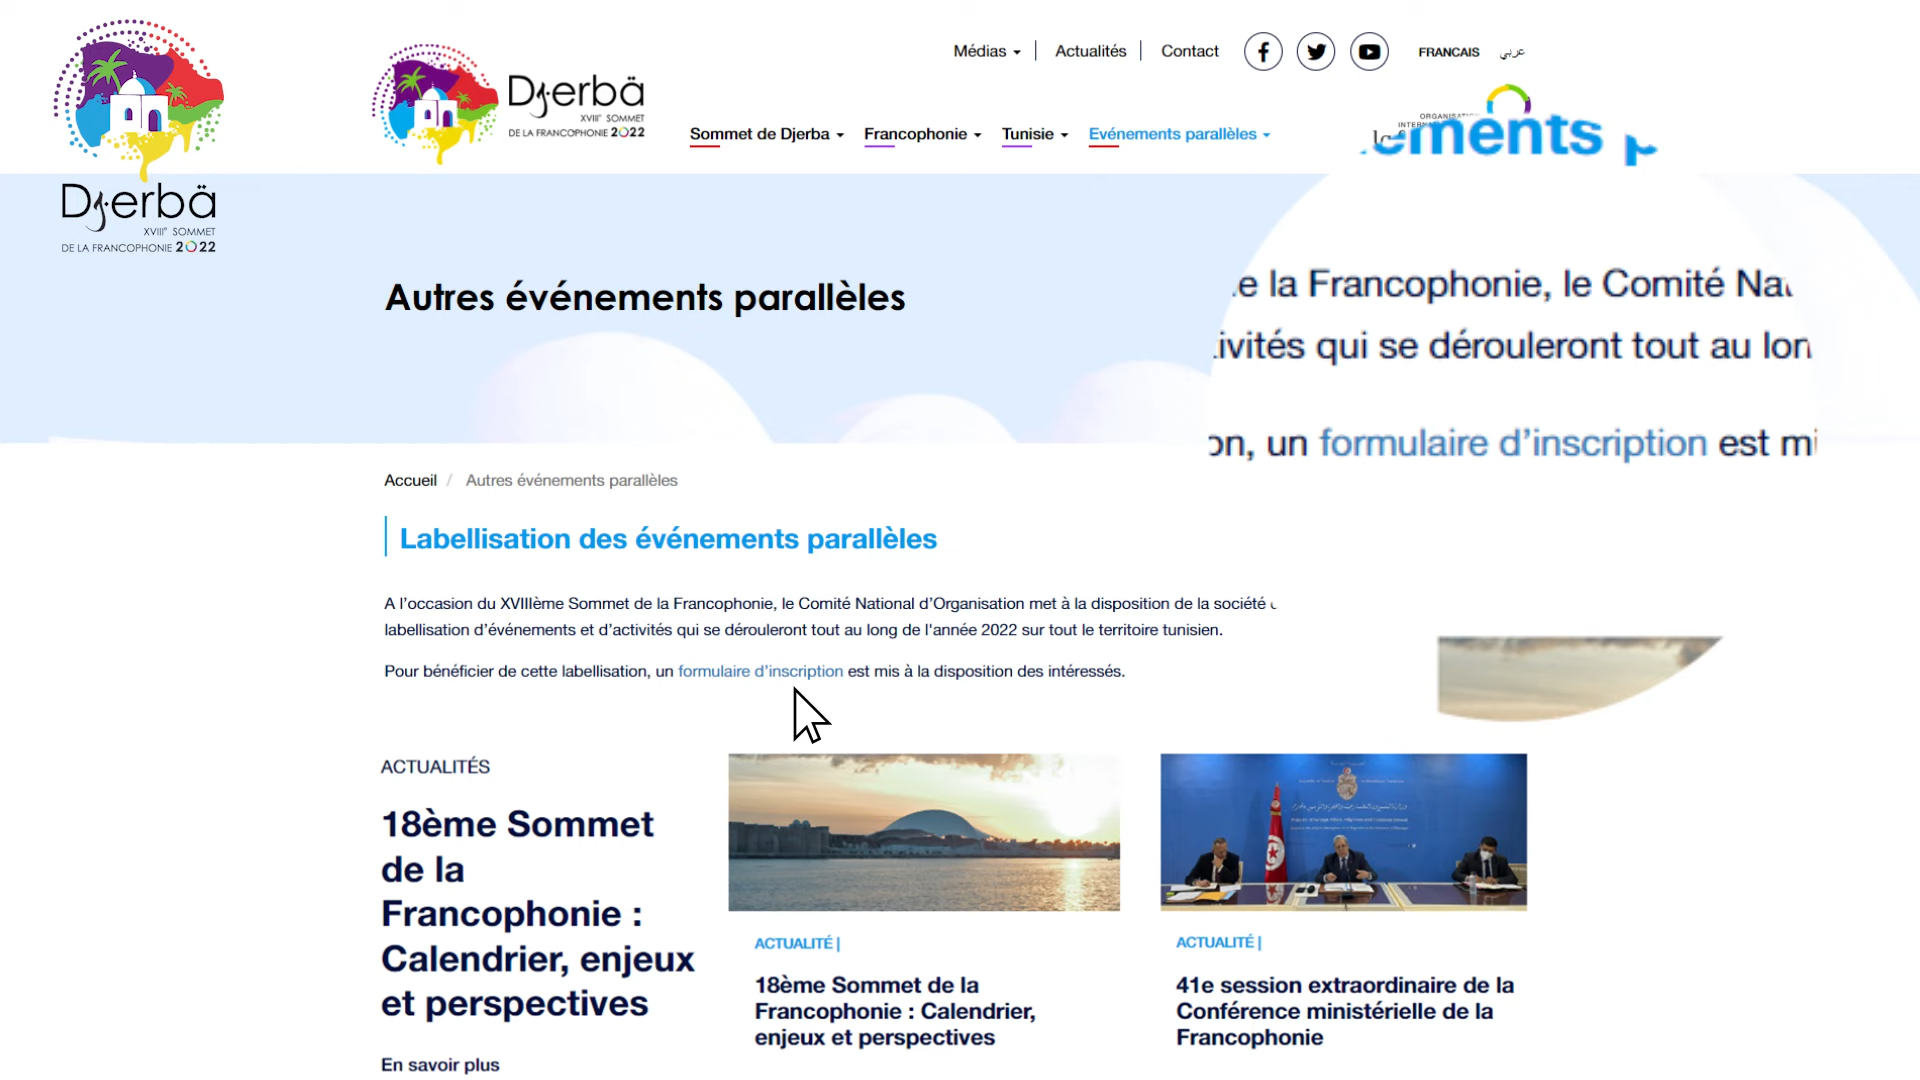 Djerbä
XVIIIᵉ SOMMET
DE LA FRANCOPHONIE 2022
Djerbä
XVIIIᵉ SOMMET
DE LA FRANCOPHONIE 2022
Médias
Actualités
Contact
FRANCAIS
عربي
Sommet de Djerba
Francophonie
Tunisie
Evénements parallèles
ements p
Autres événements parallèles
e la Francophonie, le Comité Na
ivités qui se dérouleront tout au lon
on, un formulaire d’inscription est mi
Accueil / Autres événements parallèles
Labellisation des événements parallèles
A l’occasion du XVIIIème Sommet de la Francophonie, le Comité National d’Organisation met à la disposition de la société
labellisation d’événements et d’activités qui se dérouleront tout au long de l'année 2022 sur tout le territoire tunisien.
Pour bénéficier de cette labellisation, un formulaire d’inscription est mis à la disposition des intéressés.
ACTUALITÉS
18ème Sommet
de la
Francophonie :
Calendrier, enjeux
et perspectives
En savoir plus
ACTUALITÉ |
18ème Sommet de la
Francophonie : Calendrier,
enjeux et perspectives
ACTUALITÉ |
41e session extraordinaire de la
Conférence ministérielle de la
Francophonie